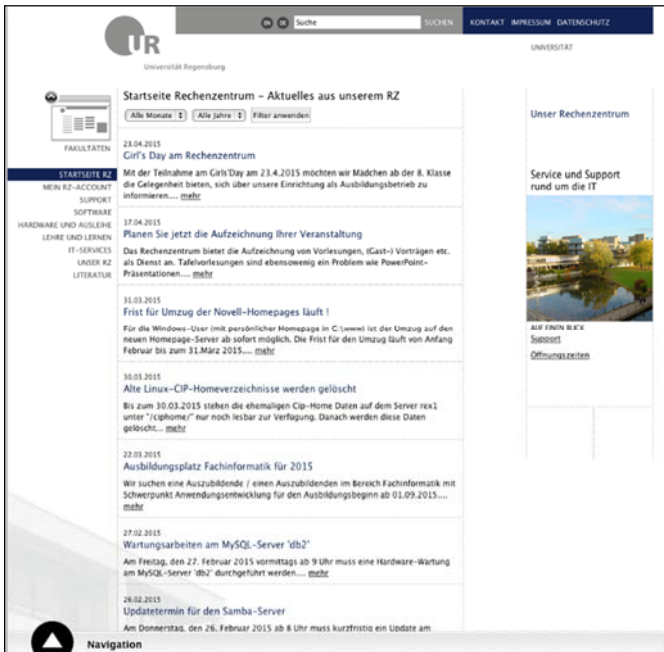 EN DE Suche SUCHEN KONTAKT IMPRESSUM DATENSCHUTZ
UR
UNIVERSITÄT
Universität Regensburg
Startseite Rechenzentrum – Aktuelles aus unserem RZ
Alle Monate Alle Jahre Filter anwenden
Unser Rechenzentrum
FAKULTÄTEN
STARTSEITE RZ
MEIN RZ-ACCOUNT
SUPPORT
SOFTWARE
HARDWARE UND AUSLEIHE
LEHRE UND LERNEN
IT-SERVICES
UNSER RZ
LITERATUR
23.04.2015
Girl's Day am Rechenzentrum
Mit der Teilnahme am Girls'Day am 23.4.2015 möchten wir Mädchen ab der 8. Klasse
die Gelegenheit bieten, sich über unsere Einrichtung als Ausbildungsbetrieb zu
informieren.... mehr
17.04.2015
Planen Sie jetzt die Aufzeichnung Ihrer Veranstaltung
Das Rechenzentrum bietet die Aufzeichnung von Vorlesungen, (Gast-) Vorträgen etc.
als Dienst an. Tafelvorlesungen sind ebensowenig ein Problem wie PowerPoint-
Präsentationen.... mehr
31.03.2015
Frist für Umzug der Novell-Homepages läuft !
Für die Windows-User (mit persönlicher Homepage in C:\www) ist der Umzug auf den
neuen Homepage-Server ab sofort möglich. Die Frist für den Umzug läuft von Anfang
Februar bis zum 31.März 2015.... mehr
30.03.2015
Alte Linux-CIP-Homeverzeichnisse werden gelöscht
Bis zum 30.03.2015 stehen die ehemaligen Cip-Home Daten auf dem Server rex1
unter "/ciphome/" nur noch lesbar zur Verfügung. Danach werden diese Daten
gelöscht... mehr
22.03.2015
Ausbildungsplatz Fachinformatik für 2015
Wir suchen eine Auszubildende / einen Auszubildenden im Bereich Fachinformatik mit
Schwerpunkt Anwendungsentwicklung für den Ausbildungsbeginn ab 01.09.2015....
mehr
27.02.2015
Wartungsarbeiten am MySQL-Server 'db2'
Am Freitag, den 27. Februar 2015 vormittags ab 9 Uhr muss eine Hardware-Wartung
am MySQL-Server 'db2' durchgeführt werden.... mehr
26.02.2015
Updatetermin für den Samba-Server
Am Donnerstag, den 26. Februar 2015 ab 8 Uhr muss kurzfristig ein Update am
Service und Support
rund um die IT
AUF EINEN BLICK
Support
Öffnungszeiten
Navigation